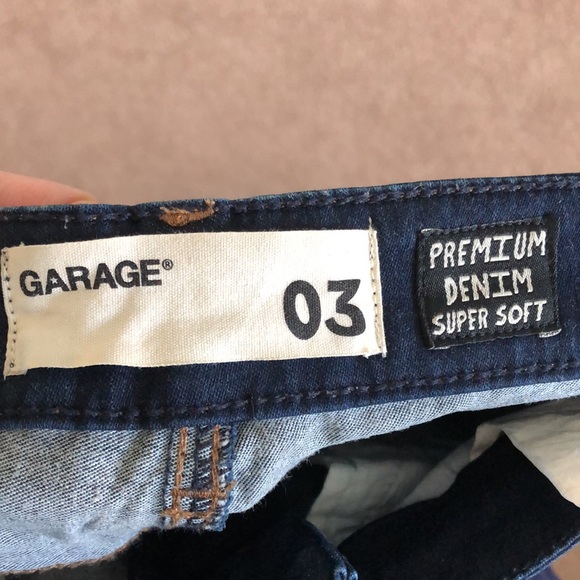 GARAGE®
03
PREMIUM
DENIM
SUPER SOFT